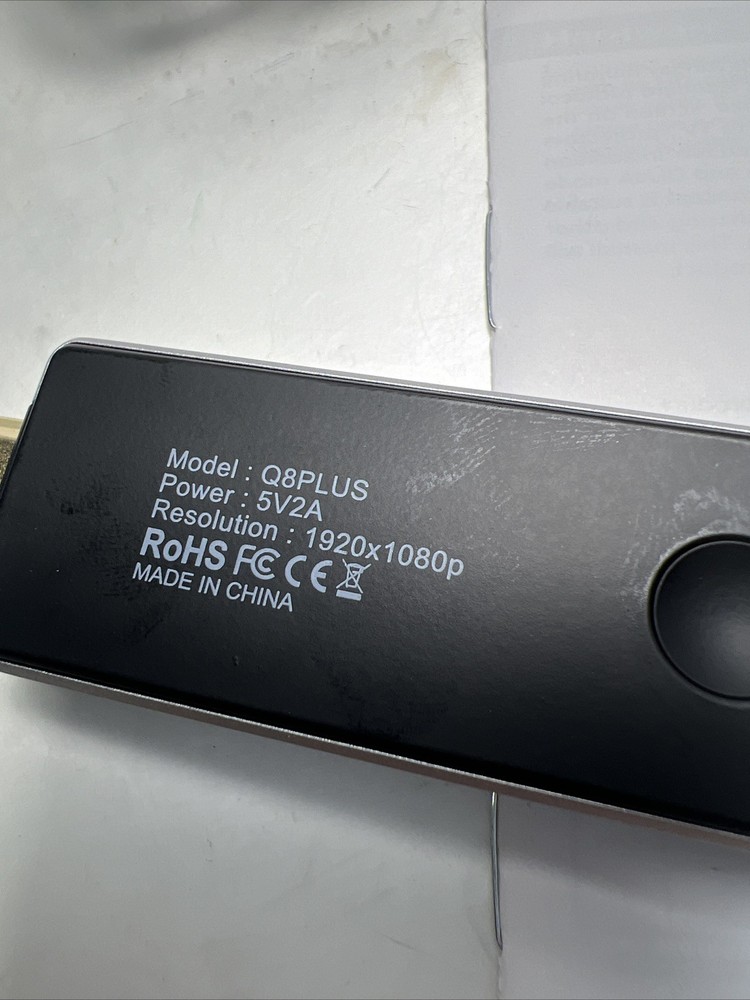 Model : Q8PLUS
Power : 5V2A
Resolution : 1920x1080p
RoHS FC CE
MADE IN CHINA